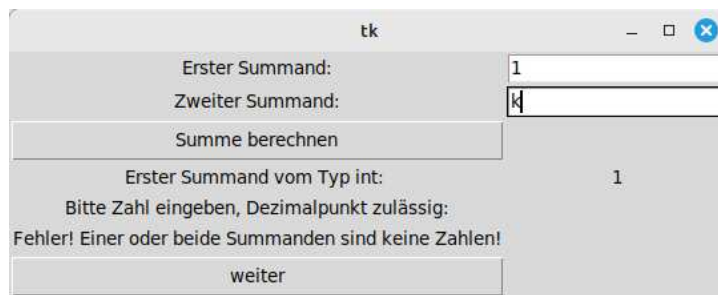 tk
Erster Summand: 1
Zweiter Summand: k
Summe berechnen
Erster Summand vom Typ int: 1
Bitte Zahl eingeben, Dezimalpunkt zulässig:
Fehler! Einer oder beide Summanden sind keine Zahlen!
weiter